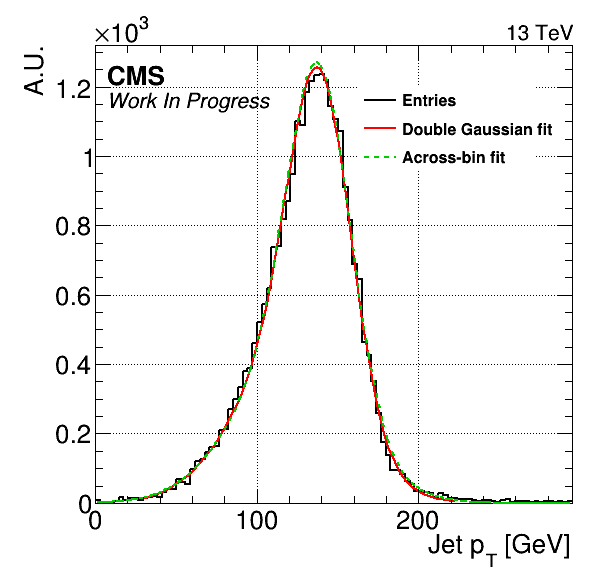 ×10³
13 TeV
A.U.
CMS
Work In Progress
Entries
Double Gaussian fit
Across-bin fit
1.2
1
0.8
0.6
0.4
0.2
0
0 100 200
Jet p_T [GeV]